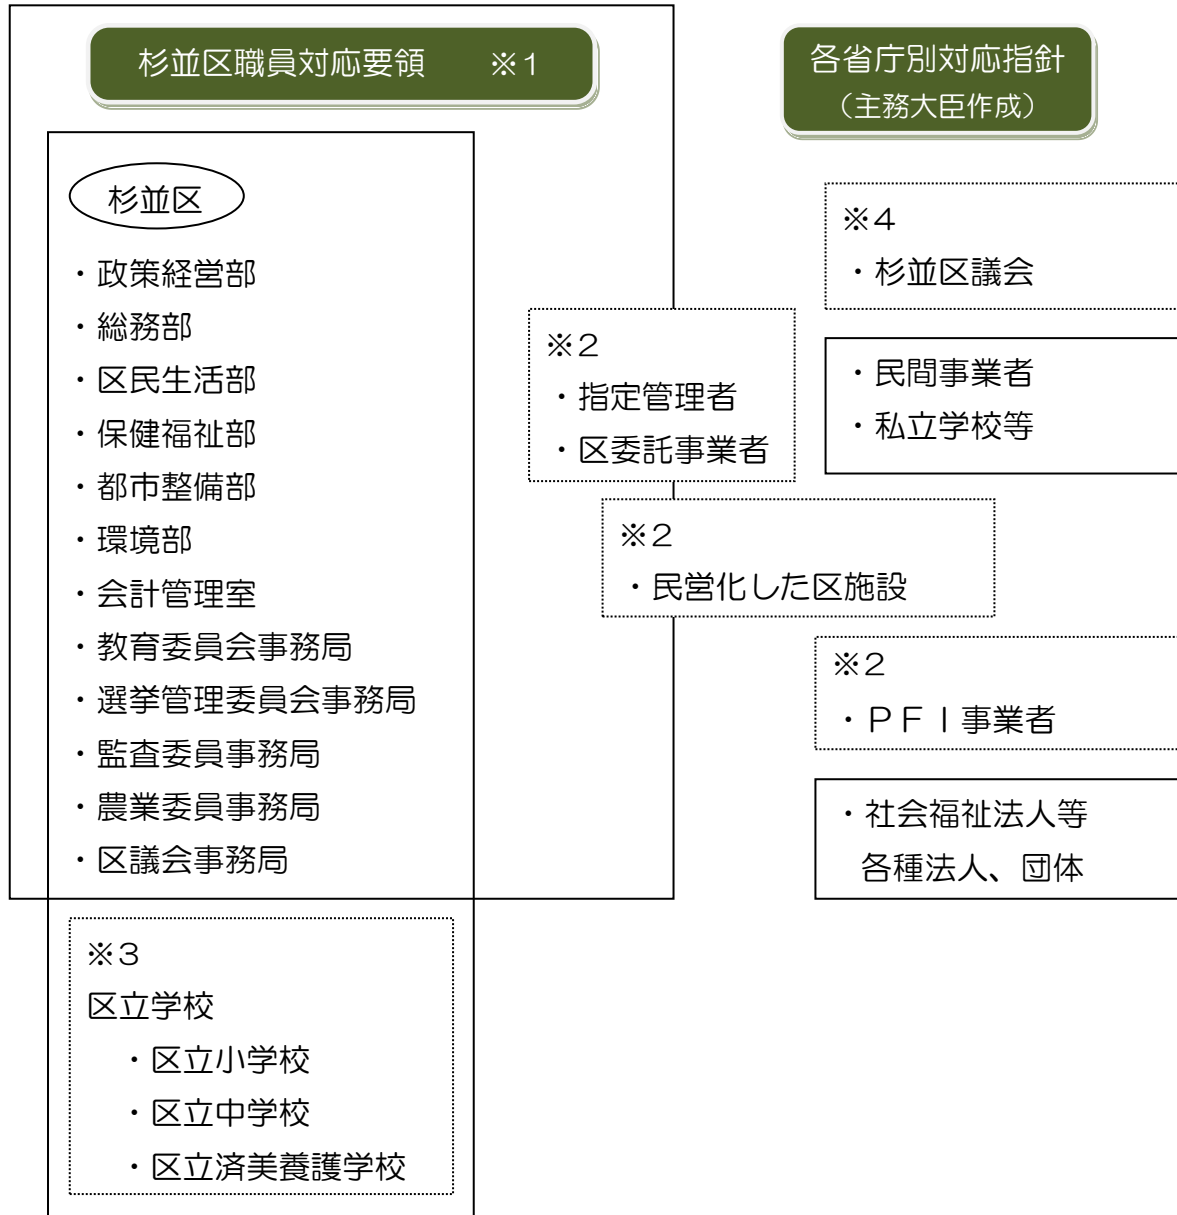 杉並区職員対応要領　　※1
各省庁別対応指針
（主務大臣作成）
杉並区
・政策経営部
・総務部
・区民生活部
・保健福祉部
・都市整備部
・環境部
・会計管理室
・教育委員会事務局
・選挙管理委員会事務局
・監査委員事務局
・農業委員事務局
・区議会事務局
※3
区立学校
・区立小学校
・区立中学校
・区立済美養護学校
※2
・指定管理者
・区委託事業者
※2
・民営化した区施設
※4
・杉並区議会
・民間事業者
・私立学校等
※2
・ＰＦＩ事業者
・社会福祉法人等
各種法人、団体